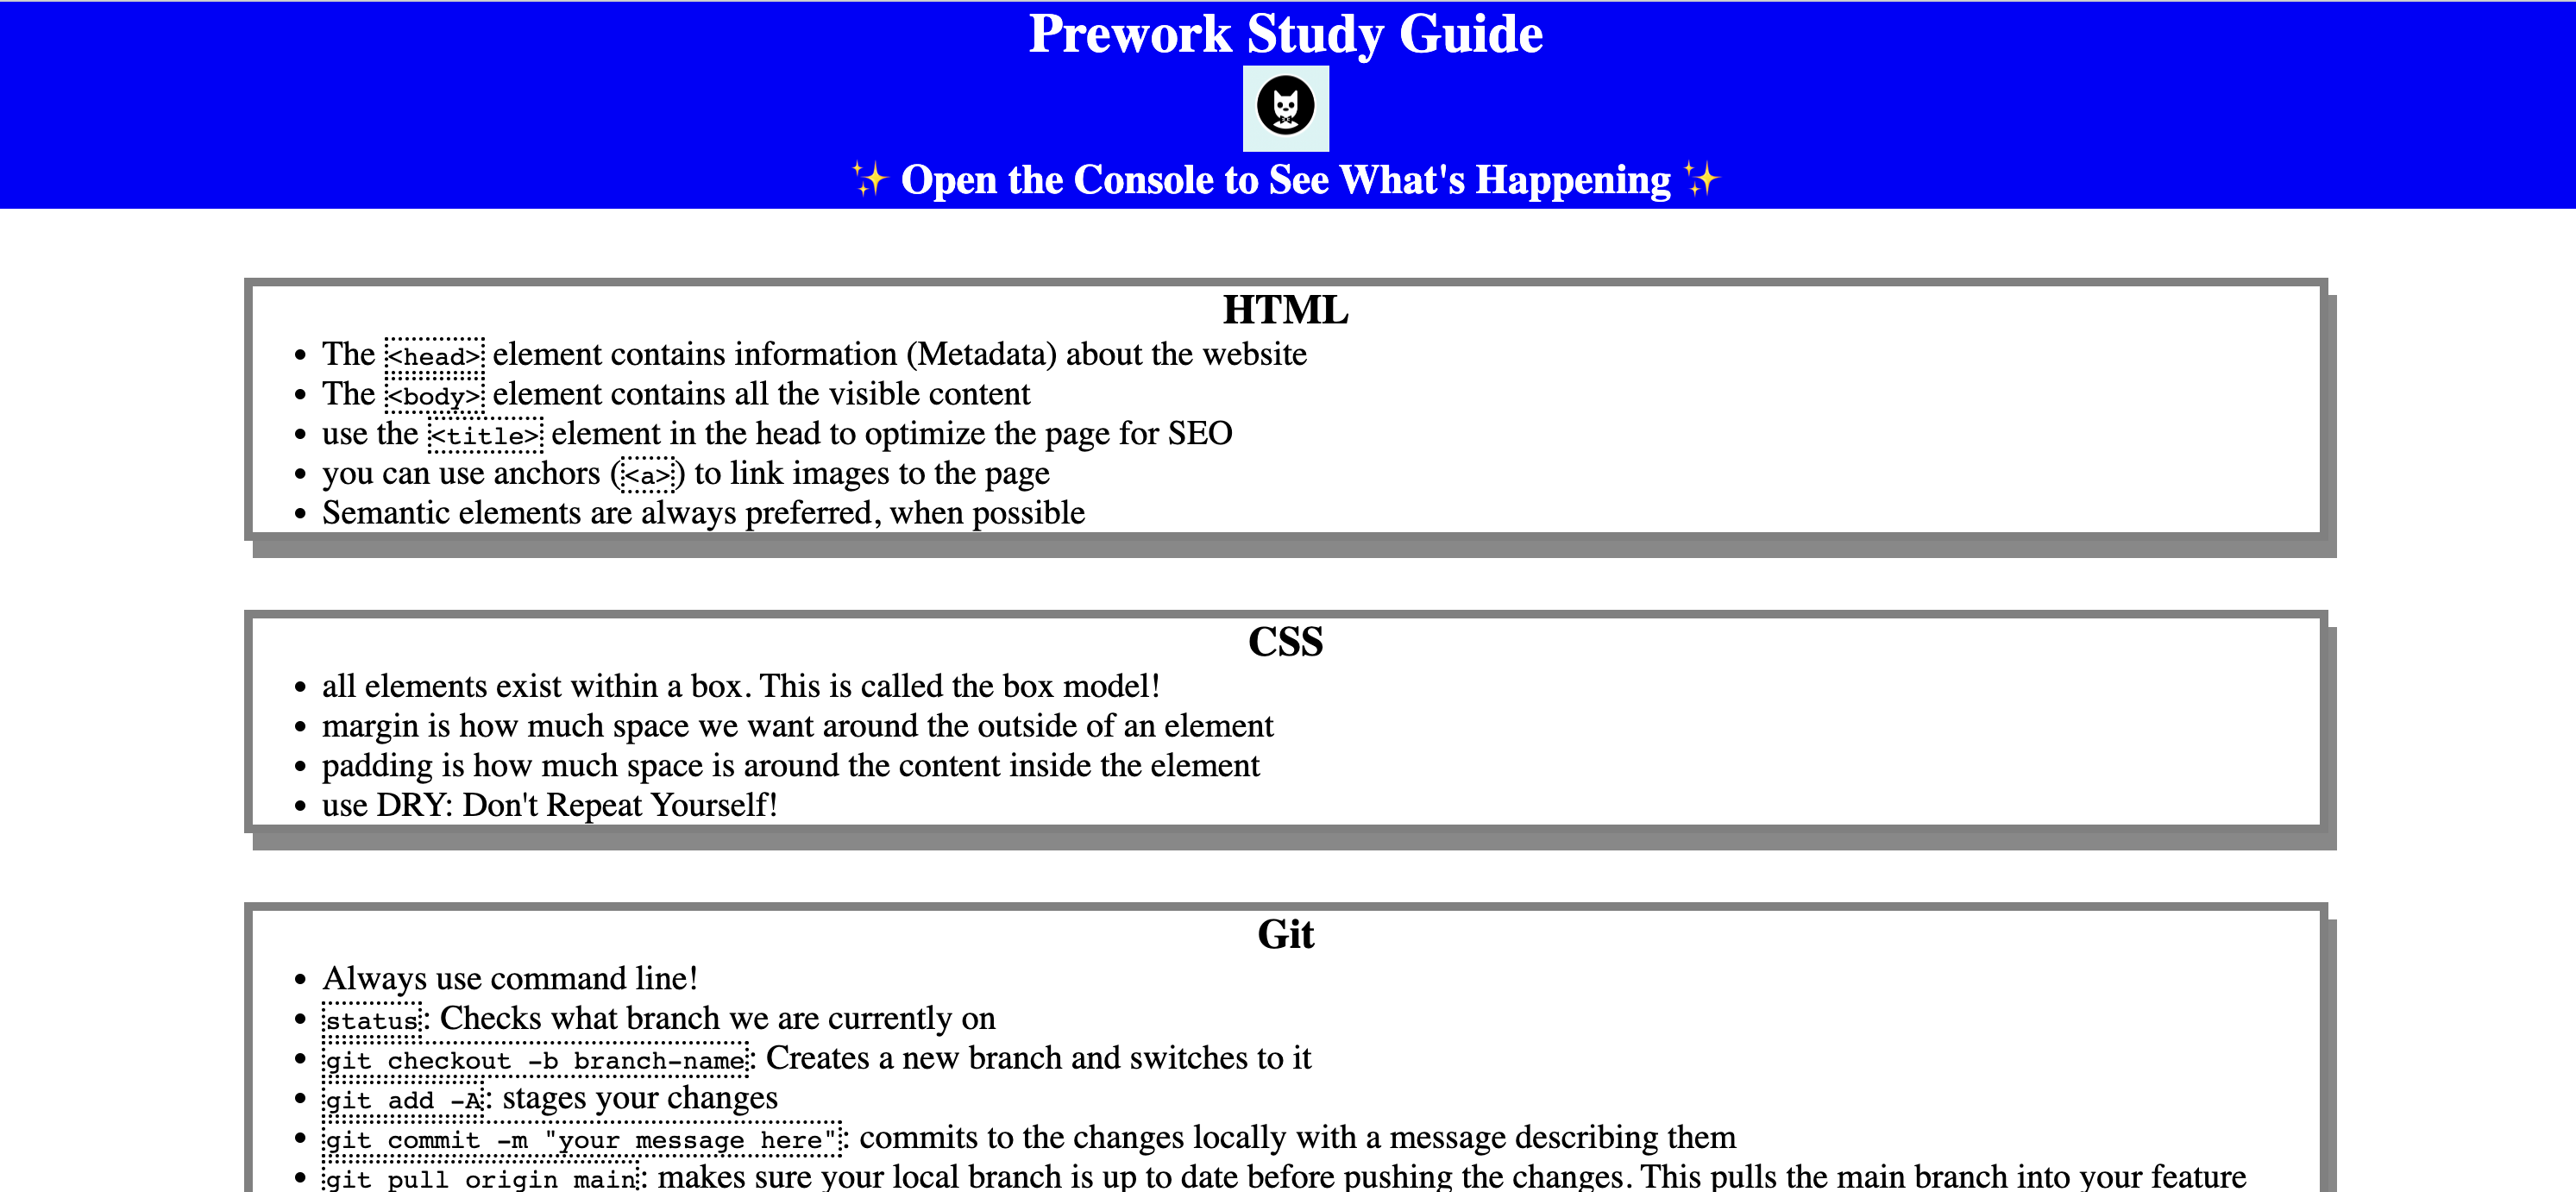 Prework Study Guide
✨ Open the Console to See What's Happening ✨
HTML
• The <head> element contains information (Metadata) about the website
• The <body> element contains all the visible content
• use the <title> element in the head to optimize the page for SEO
• you can use anchors (<a>) to link images to the page
• Semantic elements are always preferred, when possible
CSS
• all elements exist within a box. This is called the box model!
• margin is how much space we want around the outside of an element
• padding is how much space is around the content inside the element
• use DRY: Don't Repeat Yourself!
Git
• Always use command line!
• status: Checks what branch we are currently on
• git checkout -b branch-name: Creates a new branch and switches to it
• git add -A: stages your changes
• git commit -m "your message here": commits to the changes locally with a message describing them
• git pull origin main: makes sure your local branch is up to date before pushing the changes. This pulls the main branch into your feature